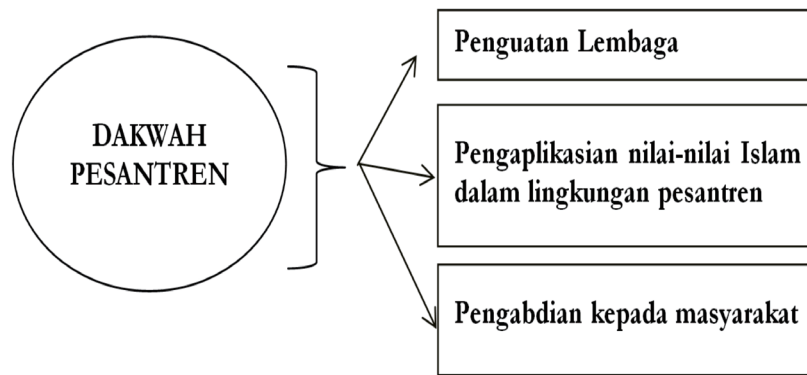 DAKWAH
PESANTREN
Penguatan Lembaga
Pengaplikasian nilai-nilai Islam
dalam lingkungan pesantren
Pengabdian kepada masyarakat